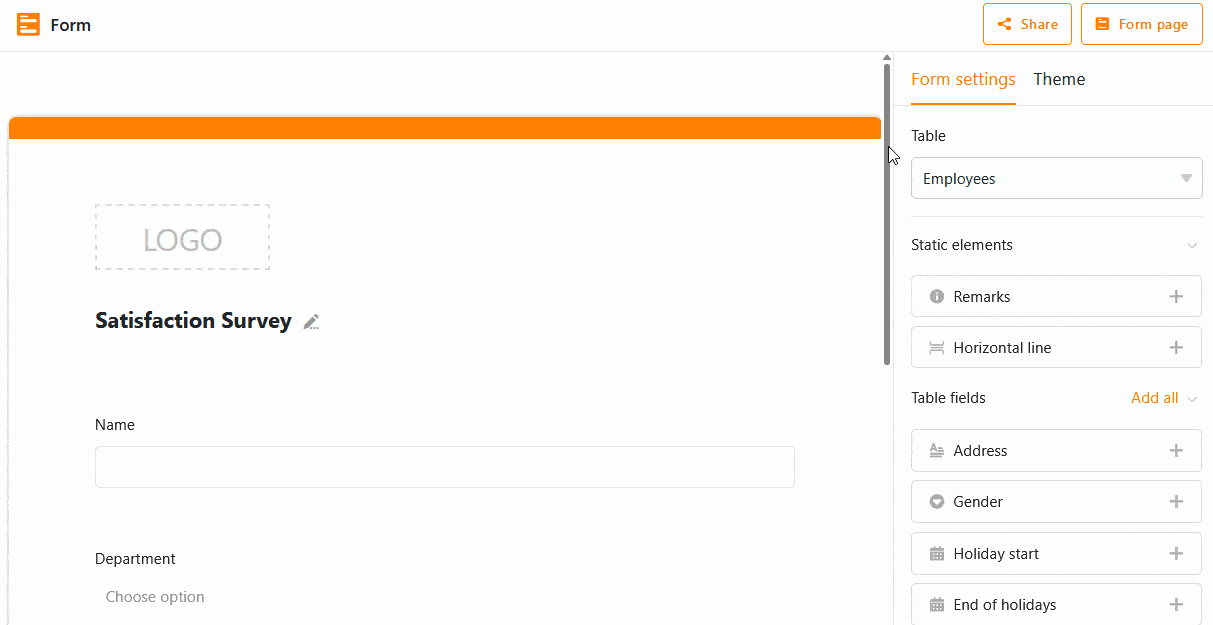 Form
Share
Form page
Form settings
Theme
Table
Employees
LOGO
Static elements
Remarks
Satisfaction Survey
Horizontal line
Table fields
Add all
Name
Address
Gender
Holiday start
Department
Choose option
End of holidays